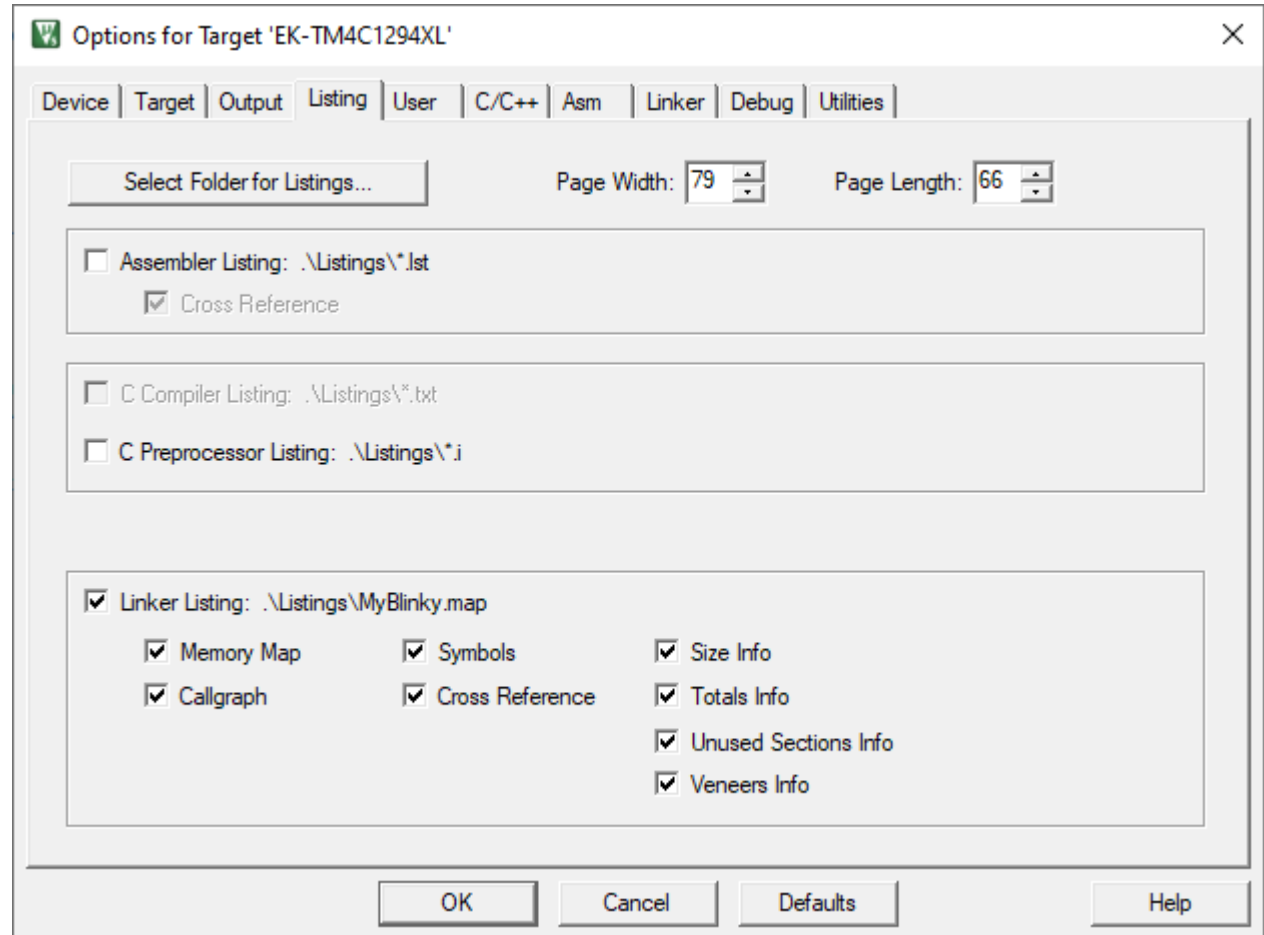 Options for Target 'EK-TM4C1294XL'
Device Target Output Listing User C/C++ Asm Linker Debug Utilities
Select Folder for Listings... Page Width: 79 Page Length: 66
Assembler Listing: .\Listings\*.lst
Cross Reference
C Compiler Listing: .\Listings\*.txt
C Preprocessor Listing: .\Listings\*.i
Linker Listing: .\Listings\MyBlinky.map
Memory Map Symbols Size Info
Callgraph Cross Reference Totals Info
Unused Sections Info
Veneers Info
OK Cancel Defaults Help